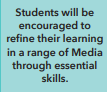 Students will be
encouraged to
refine their learning
in a range of Media
through essential
skills.